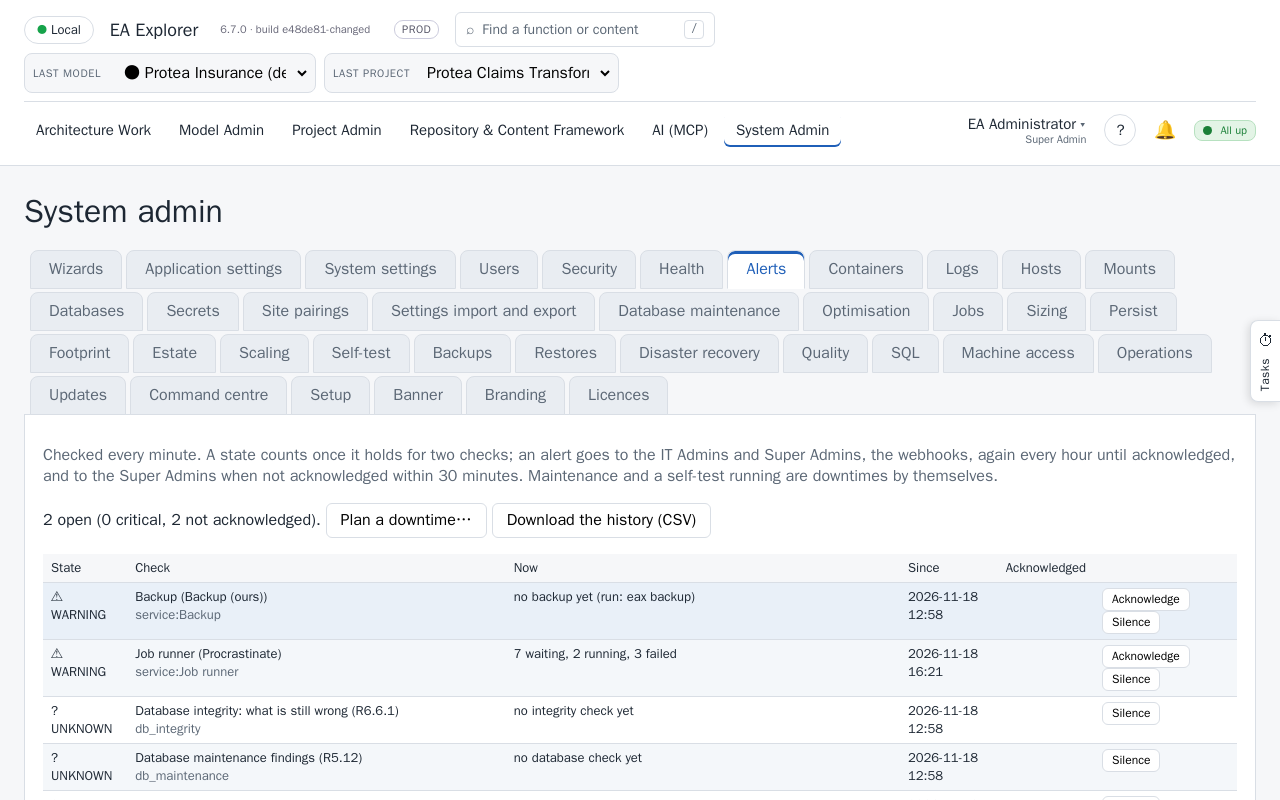 Local
EA Explorer
6.7.0 · build e48de81-changed
PROD
Find a function or content
/
LAST MODEL
Protea Insurance (de
LAST PROJECT
Protea Claims Transforı
Architecture Work
Model Admin
Project Admin
Repository & Content Framework
AI (MCP)
System Admin
EA Administrator
Super Admin
?
All up
System admin
Wizards
Application settings
System settings
Users
Security
Health
Alerts
Containers
Logs
Hosts
Mounts
Databases
Secrets
Site pairings
Settings import and export
Database maintenance
Optimisation
Jobs
Sizing
Persist
Footprint
Estate
Scaling
Self-test
Backups
Restores
Disaster recovery
Quality
SQL
Machine access
Operations
Updates
Command centre
Setup
Banner
Branding
Licences
Tasks
Checked every minute. A state counts once it holds for two checks; an alert goes to the IT Admins and Super Admins, the webhooks, again every hour until acknowledged,
and to the Super Admins when not acknowledged within 30 minutes. Maintenance and a self-test running are downtimes by themselves.
2 open (0 critical, 2 not acknowledged).
Plan a downtime⋯
Download the history (CSV)
State Check Now Since Acknowledged
⚠ Backup (Backup (ours)) no backup yet (run: eax backup) 2026-11-18 Acknowledge
WARNING service:Backup 12:58 Silence
⚠ Job runner (Procrastinate) 7 waiting, 2 running, 3 failed 2026-11-18 Acknowledge
WARNING service:Job runner 16:21 Silence
? Database integrity: what is still wrong (R6.6.1) no integrity check yet 2026-11-18 Silence
UNKNOWN db_integrity 12:58
? Database maintenance findings (R5.12) no database check yet 2026-11-18 Silence
UNKNOWN db_maintenance 12:58